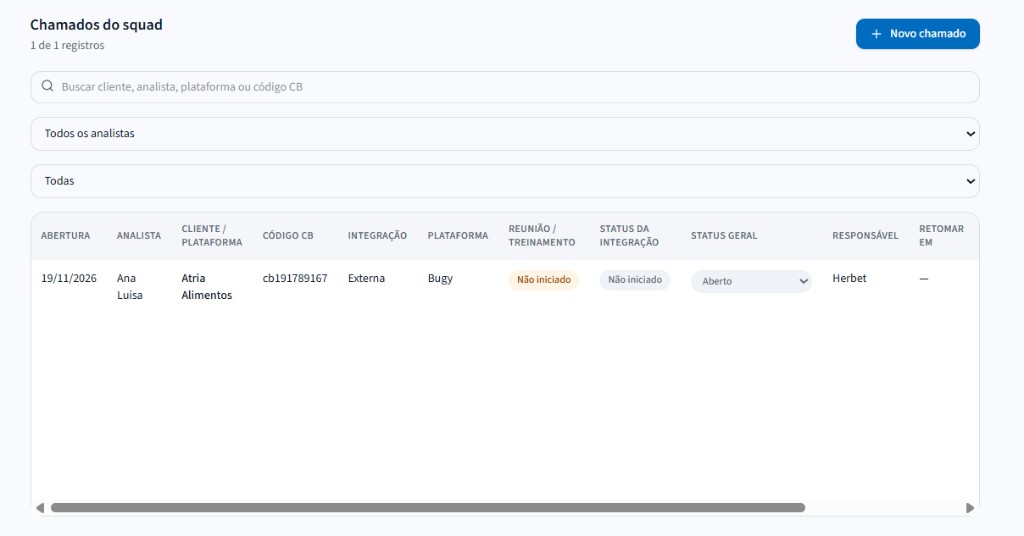 Chamados do squad
1 de 1 registros
+ Novo chamado
Buscar cliente, analista, plataforma ou código CB
Todos os analistas
Todas
ABERTURA ANALISTA CLIENTE / PLATAFORMA CÓDIGO CB INTEGRAÇÃO PLATAFORMA REUNIÃO / TREINAMENTO STATUS DA INTEGRAÇÃO STATUS GERAL RESPONSÁVEL RETOMAR EM
19/11/2026 Ana Luisa Atria Alimentos cb191789167 Externa Bugy Não iniciado Não iniciado Aberto Herbet —